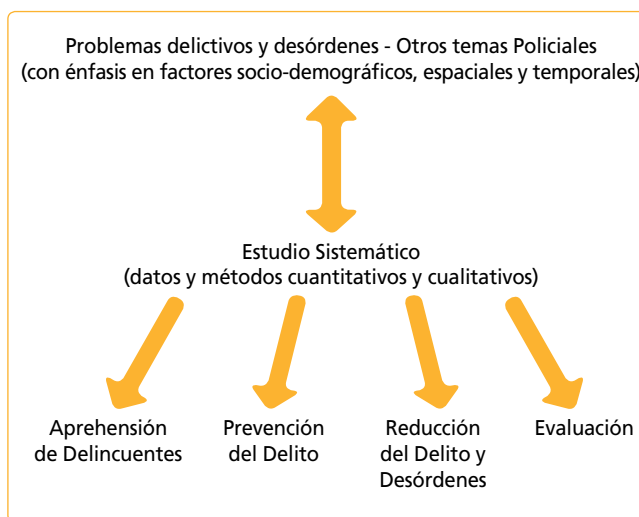 Problemas delictivos y desórdenes - Otros temas Policiales
(con énfasis en factores socio-demográficos, espaciales y temporales)
Estudio Sistemático
(datos y métodos cuantitativos y cualitativos)
Aprehensión
de Delincuentes
Prevención
del Delito
Reducción
del Delito y
Desórdenes
Evaluación